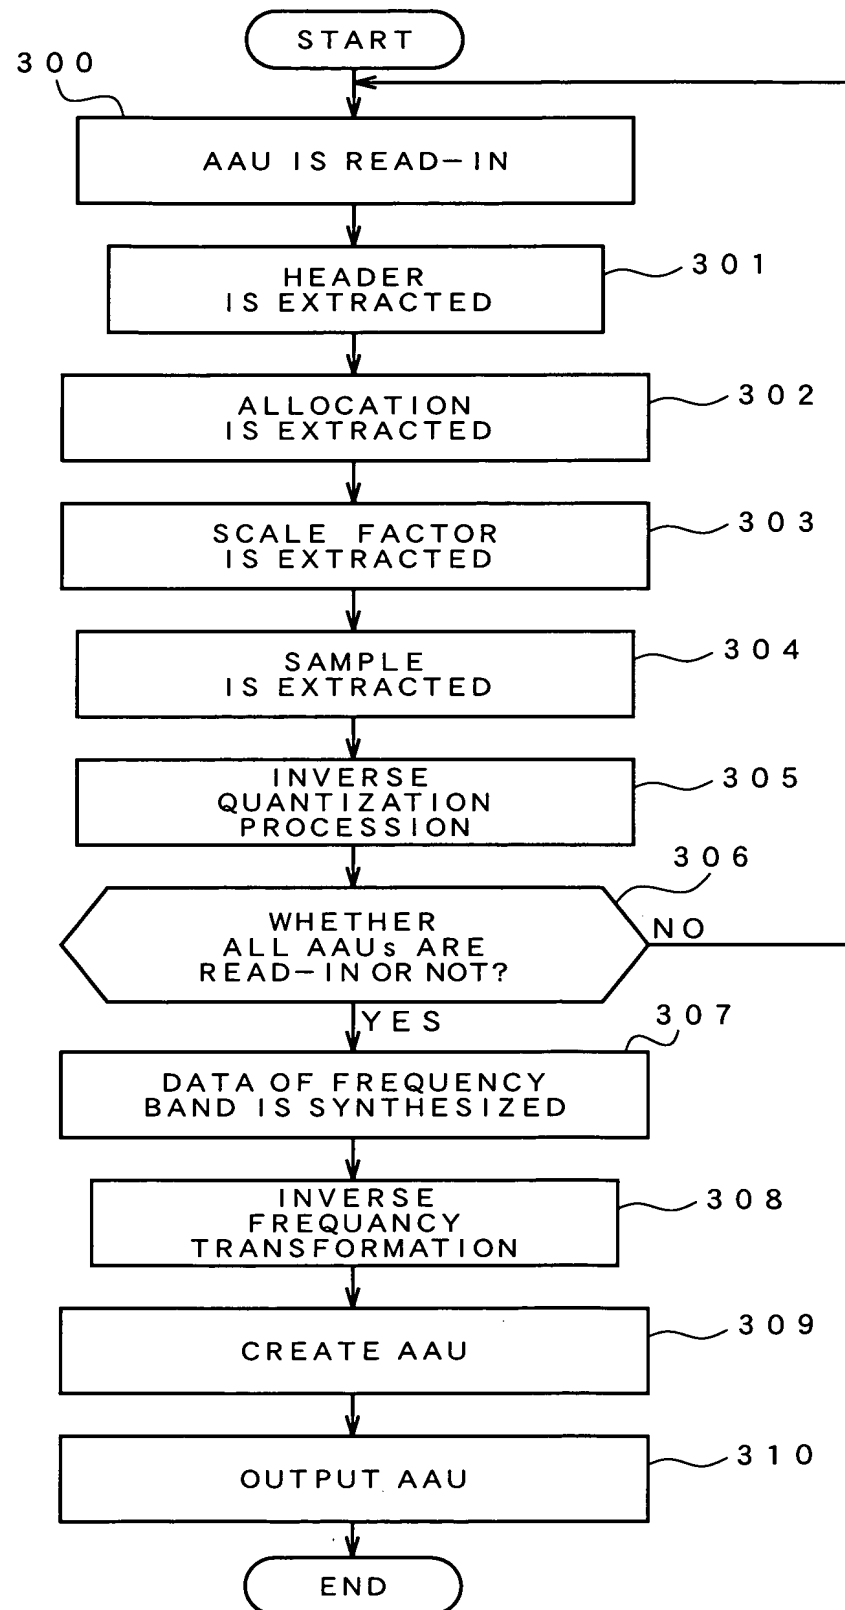 START
300
AAU IS READ-IN
HEADER
IS EXTRACTED
301
ALLOCATION
IS EXTRACTED
302
SCALE FACTOR
IS EXTRACTED
303
SAMPLE
IS EXTRACTED
304
INVERSE
QUANTIZATION
PROCESSION
305
306
WHETHER
ALL AAUs ARE
READ-IN OR NOT?
NO
YES
307
DATA OF FREQUENCY
BAND IS SYNTHESIZED
INVERSE
FREQUANCY
TRANSFORMATION
308
CREATE AAU
309
OUTPUT AAU
310
END